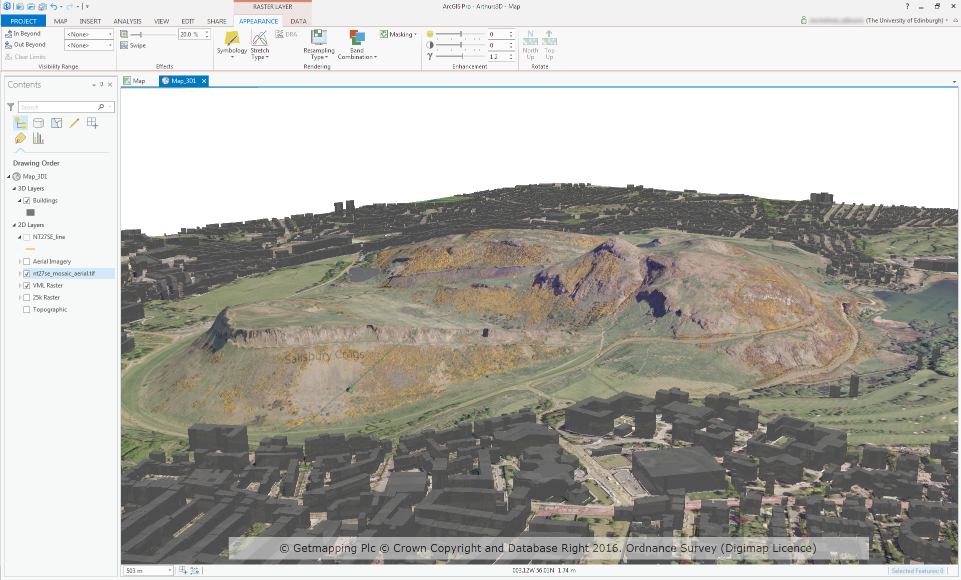 RASTER LAYER
ArcGIS Pro - Arthurs3D - Map
PROJECT MAP INSERT ANALYSIS VIEW EDIT SHARE APPEARANCE DATA
(The University of Edinburgh)
In Beyond <None>
Out Beyond <None>
Clear Limits
Visibility Range
20.0 %
Swipe
Effects
Symbology
Stretch Type
DRA
Resampling Type
Band Combination
Masking
Rendering
0
0
1.2
Enhancement
North Up
Top Up
Rotate
Contents
Search
Drawing Order
Map_3D1
3D Layers
Buildings
2D Layers
NT27SE_line
Aerial Imagery
nt27se_mosaic_aerial.tif
VML Raster
25k Raster
Topographic
Map
Map_3D1
Salisbury Crags
© Getmapping Plc © Crown Copyright and Database Right 2016. Ordnance Survey (Digimap Licence)
503 m
1.74 m
Selected Features: 0